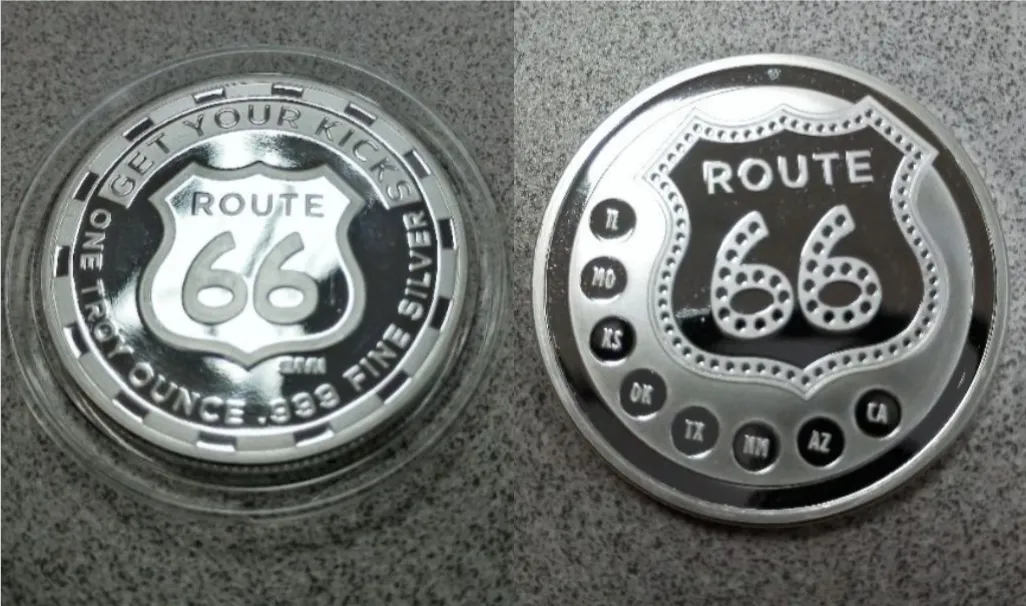 GET YOUR KICKS
ROUTE
66
ONE TROY OUNCE .999 FINE SILVER
ROUTE
66
IL
MO
KS
OK
TX
NM
AZ
CA